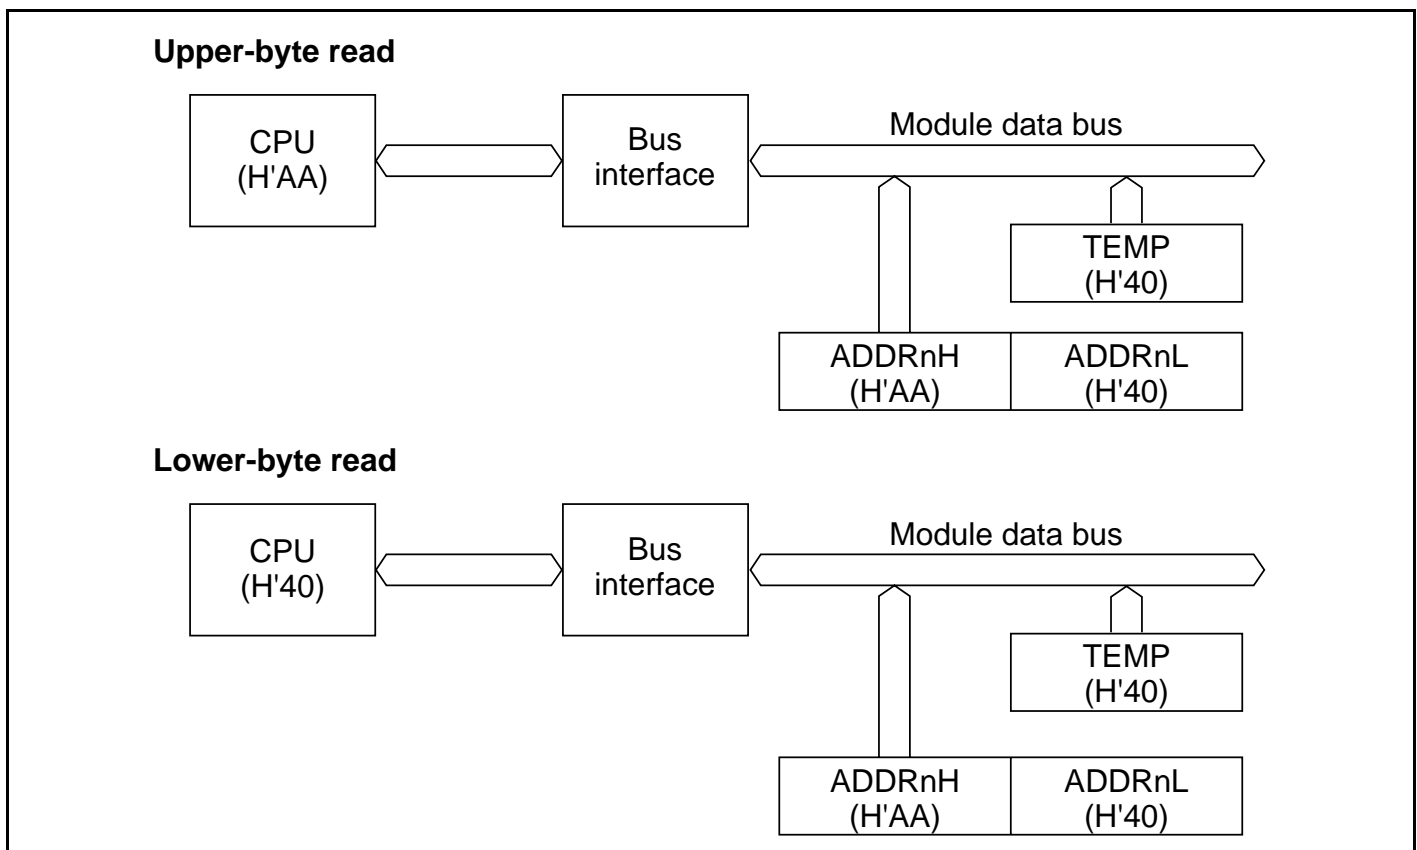 Upper-byte read
CPU
(H'AA)
Bus
interface
Module data bus
TEMP
(H'40)
ADDRnH
(H'AA)
ADDRnL
(H'40)
Lower-byte read
CPU
(H'40)
Bus
interface
Module data bus
TEMP
(H'40)
ADDRnH
(H'AA)
ADDRnL
(H'40)